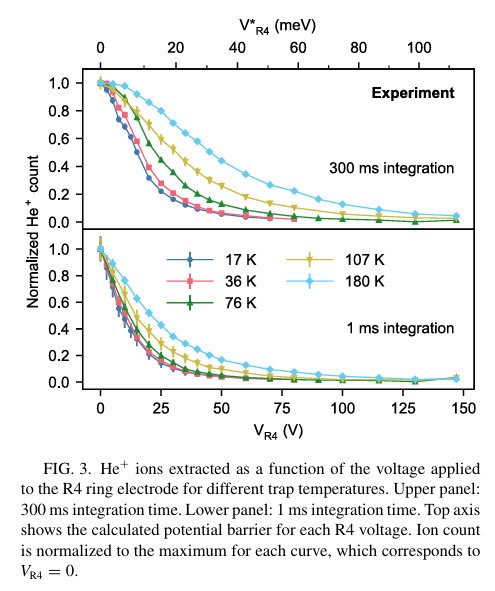 V*R4 (meV)
0 20 40 60 80 100
Experiment
300 ms integration
1.0
0.8
0.6
0.4
0.2
0.0
Normalized He+ count
17 K 107 K
36 K 180 K
76 K
1 ms integration
1.0
0.8
0.6
0.4
0.2
0.0
0 25 50 75 100 125 150
VR4 (V)
FIG. 3. He+ ions extracted as a function of the voltage applied
to the R4 ring electrode for different trap temperatures. Upper panel:
300 ms integration time. Lower panel: 1 ms integration time. Top axis
shows the calculated potential barrier for each R4 voltage. Ion count
is normalized to the maximum for each curve, which corresponds to
VR4 = 0.